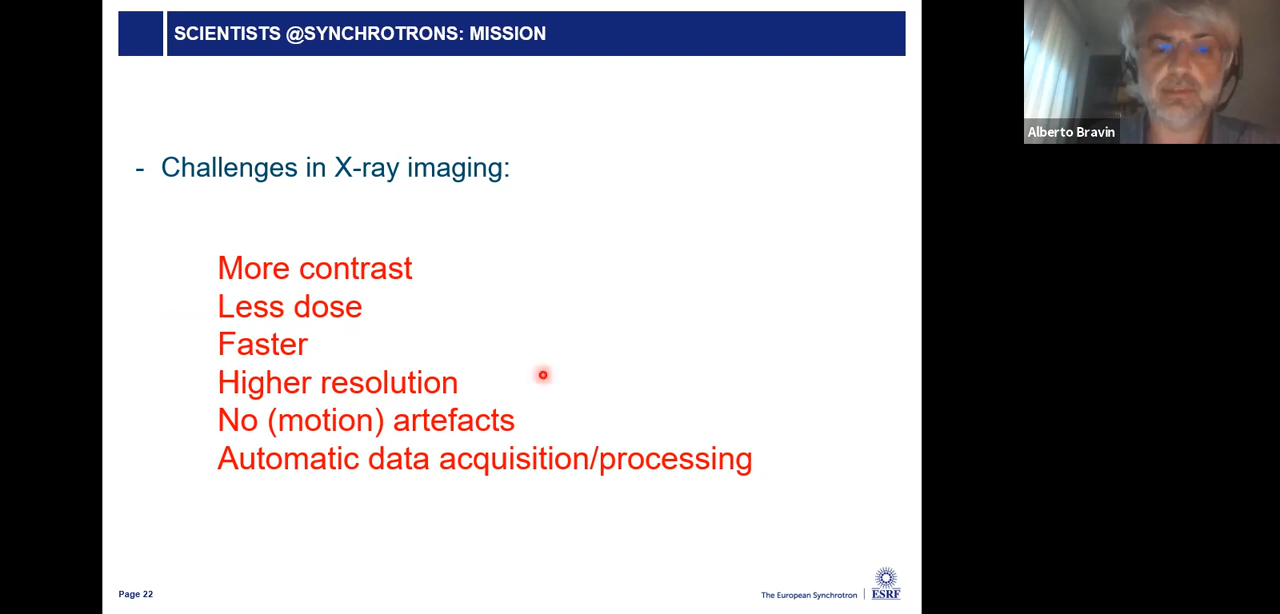 SCIENTISTS @SYNCHROTRONS: MISSION
Alberto Bravin
- Challenges in X-ray imaging:
More contrast
Less dose
Faster
Higher resolution
No (motion) artefacts
Automatic data acquisition/processing
Page 22
The European Synchrotron | ESRF